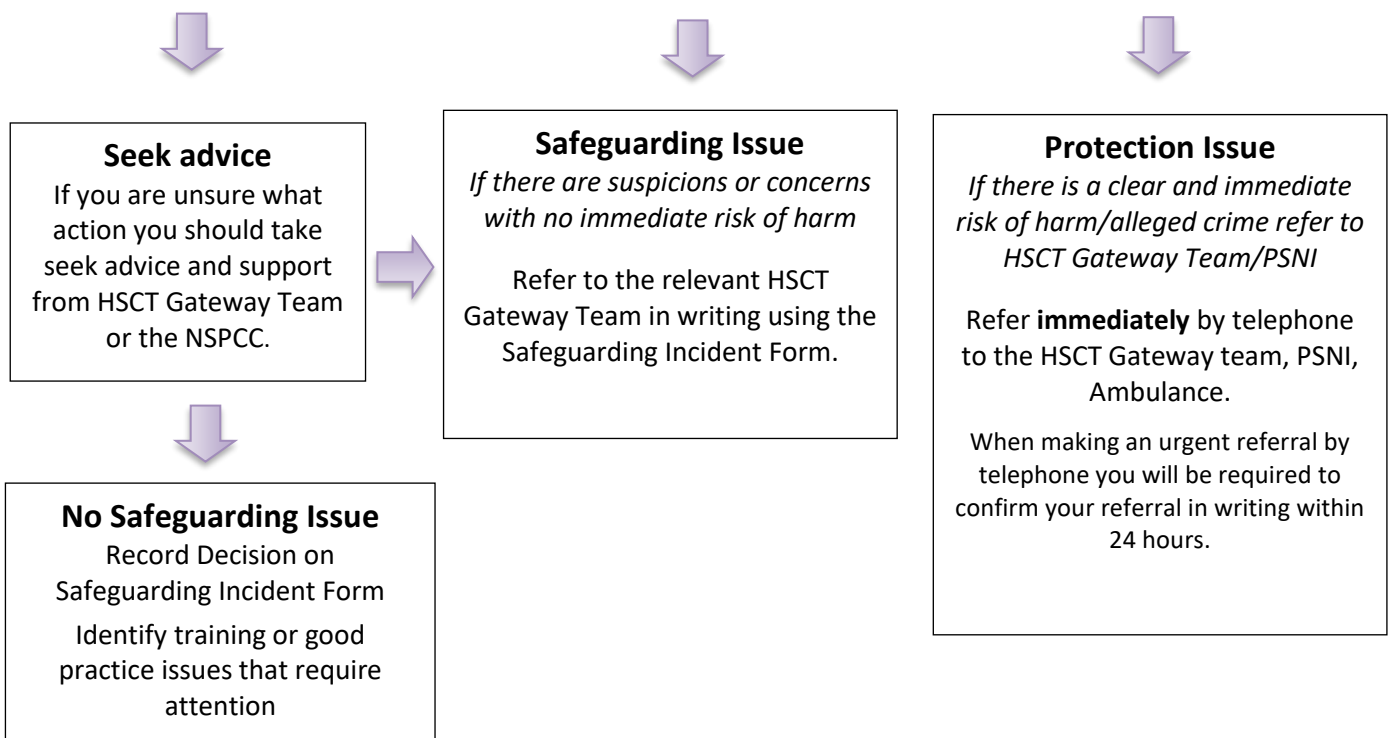 Seek advice
If you are unsure what
action you should take
seek advice and support
from HSCT Gateway Team
or the NSPCC.
Safeguarding Issue
If there are suspicions or concerns
with no immediate risk of harm
Refer to the relevant HSCT
Gateway Team in writing using the
Safeguarding Incident Form.
Protection Issue
If there is a clear and immediate
risk of harm/alleged crime refer to
HSCT Gateway Team/PSNI
Refer immediately by telephone
to the HSCT Gateway team, PSNI,
Ambulance.
When making an urgent referral by
telephone you will be required to
confirm your referral in writing within
24 hours.
No Safeguarding Issue
Record Decision on
Safeguarding Incident Form
Identify training or good
practice issues that require
attention